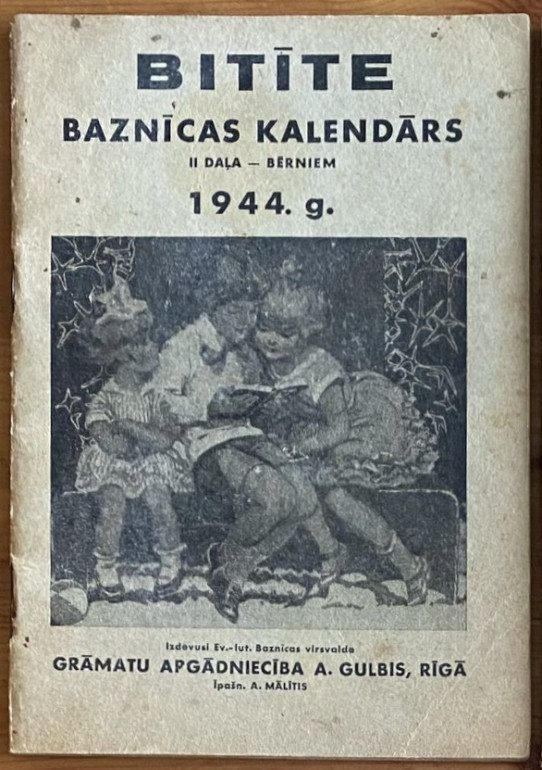 BITĪTE
BAZNĪCAS KALENDĀRS
II DAĻA — BĒRNIEM
1944. g.
Izdevusi Ev.-lut. Baznīcas virsvalde
GRĀMATU APGĀDNIECĪBA A. GULBIS, RĪGĀ
Īpašn. A. MĀLĪTIS